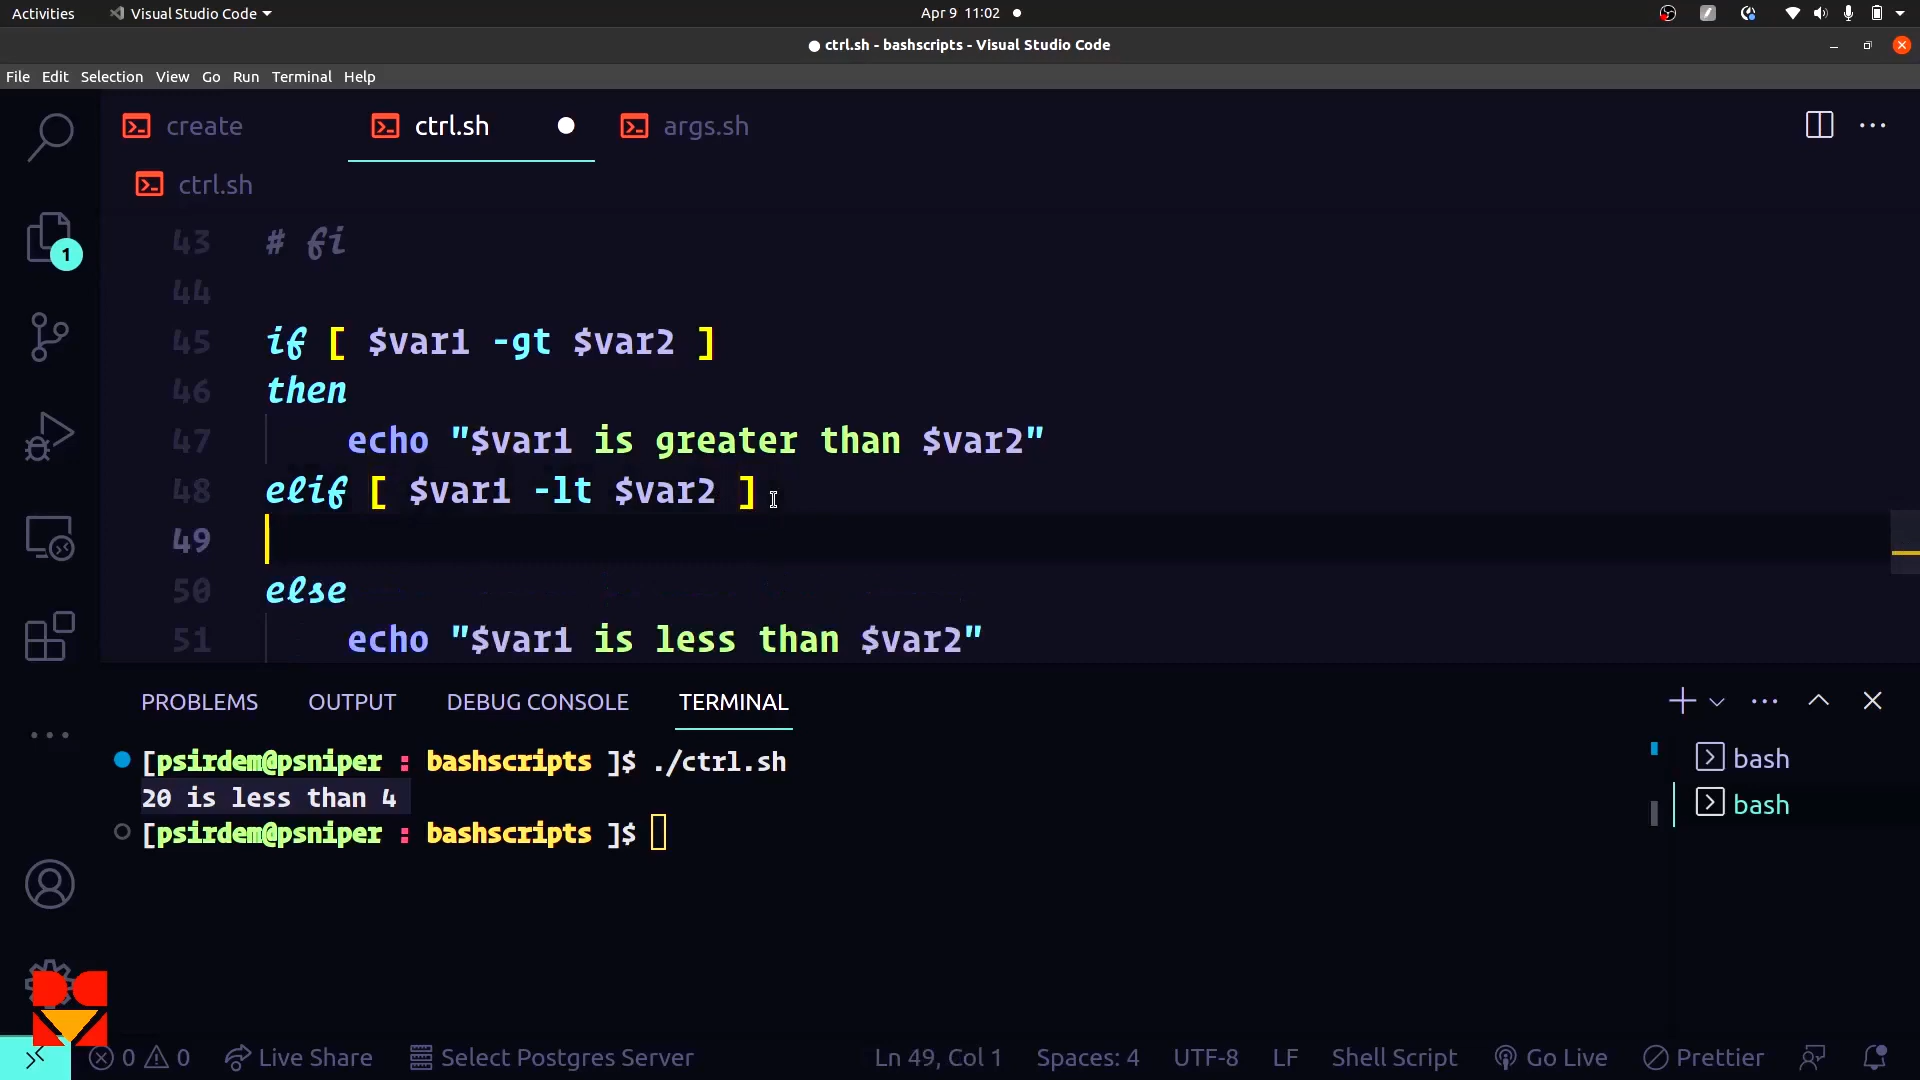 Activities Visual Studio Code Apr 9 11:02
ctrl.sh - bashscripts - Visual Studio Code
File Edit Selection View Go Run Terminal Help
create ctrl.sh args.sh
ctrl.sh
1
43 # fi
44
45 if [ $var1 -gt $var2 ]
46 then
47 echo "$var1 is greater than $var2"
48 elif [ $var1 -lt $var2 ]
49
50 else
51 echo "$var1 is less than $var2"
PROBLEMS OUTPUT DEBUG CONSOLE TERMINAL
[psirdem@psniper : bashscripts ]$ ./ctrl.sh
20 is less than 4
[psirdem@psniper : bashscripts ]$
bash
bash
0 0 Live Share Select Postgres Server Ln 49, Col 1 Spaces: 4 UTF-8 LF Shell Script Go Live Prettier